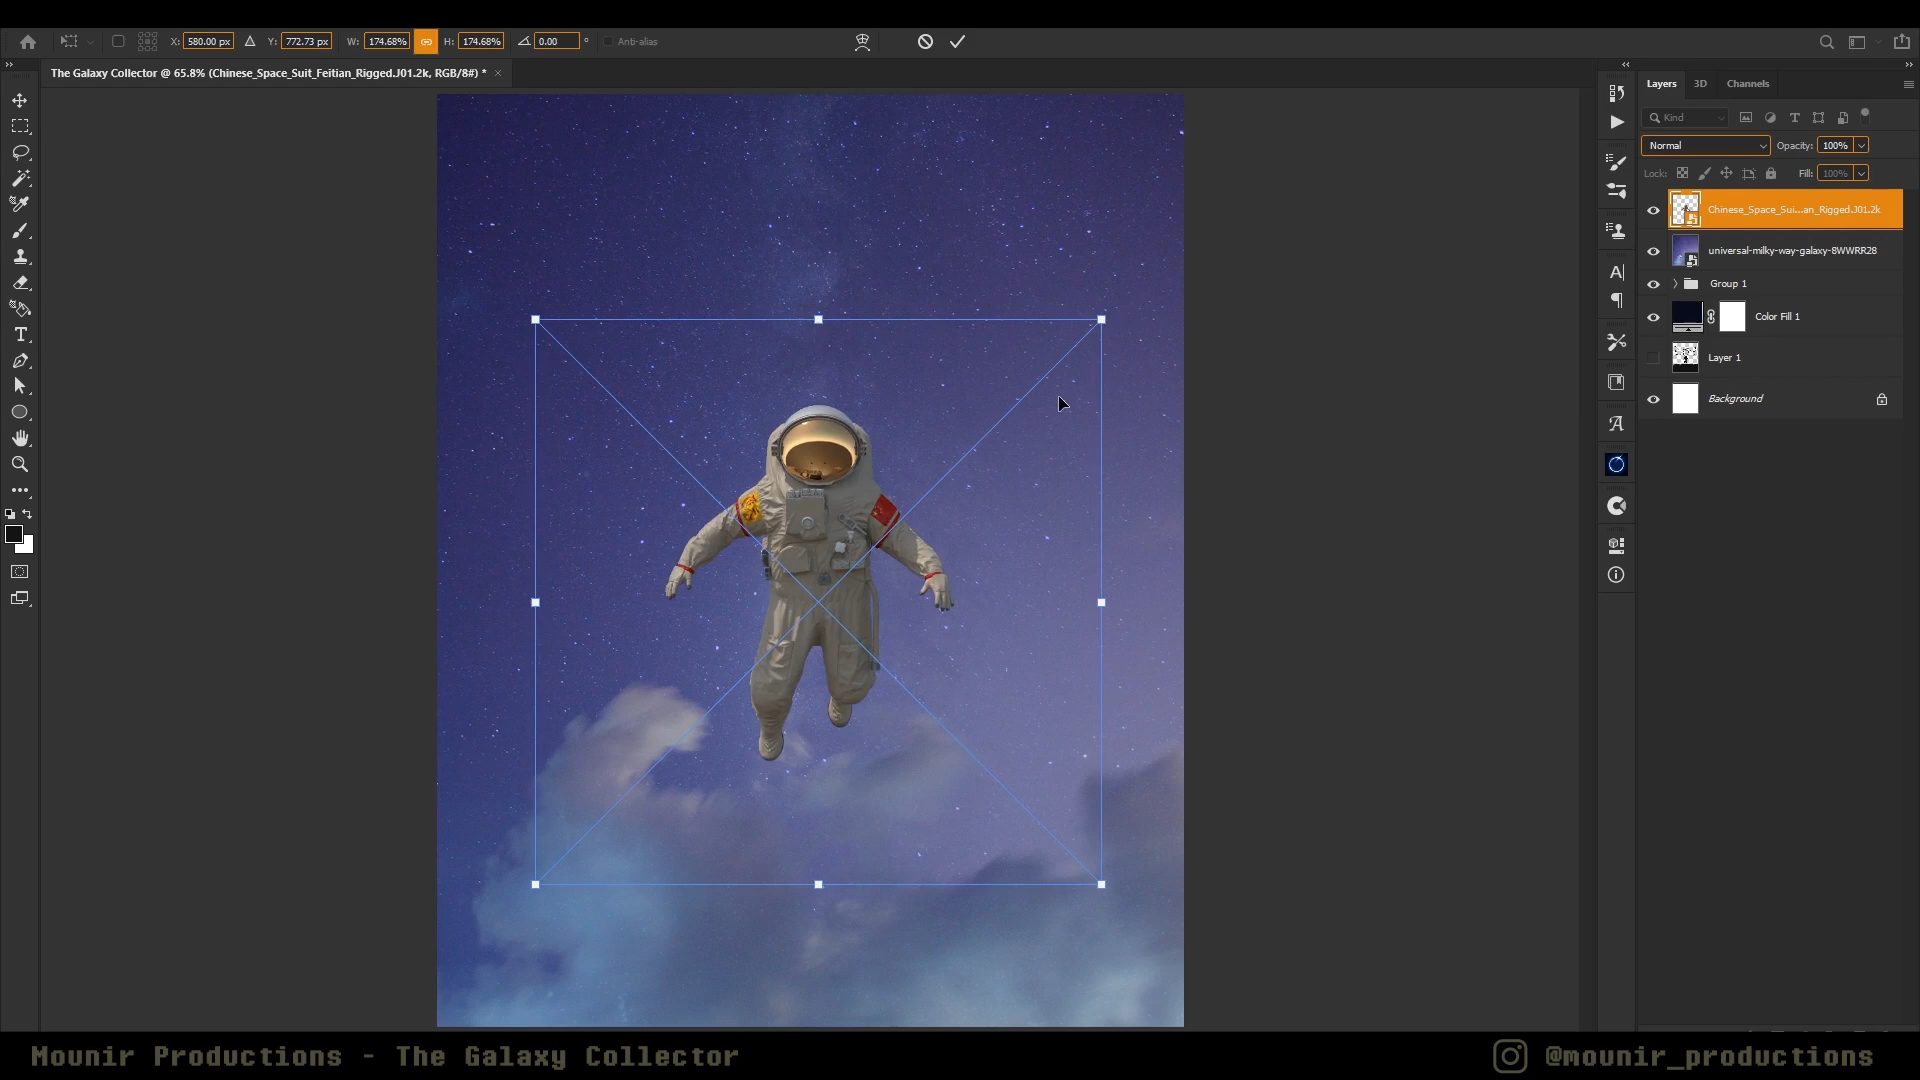 X: 580.00 px Y: 772.73 px W: 174.68% H: 174.68% 0.00 ° Anti-alias
The Galaxy Collector @ 65.8% (Chinese_Space_Suit_Feitian_Rigged.J01.2k, RGB/8#) * ×
Layers 3D Channels
Kind
Normal Opacity: 100%
Lock: Fill: 100%
Chinese_Space_Sui...an_Rigged.J01.2k
universal-milky-way-galaxy-8WWRR28
Group 1
Color Fill 1
Layer 1
Background
Mounir Productions - The Galaxy Collector
@mounir_productions